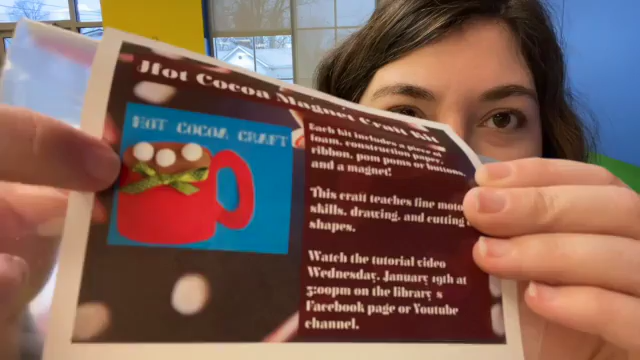 Hot Cocoa Magnet Craft Kit
HOT COCOA CRAFT
Each kit includes a piece of
foam, construction paper,
ribbon, pom poms or buttons,
and a magnet!
This craft teaches fine moto
skills, drawing, and cutting
shapes.
Watch the tutorial video
Wednesday, January 19th at
3:00pm on the library s
Facebook page or Youtube
channel.